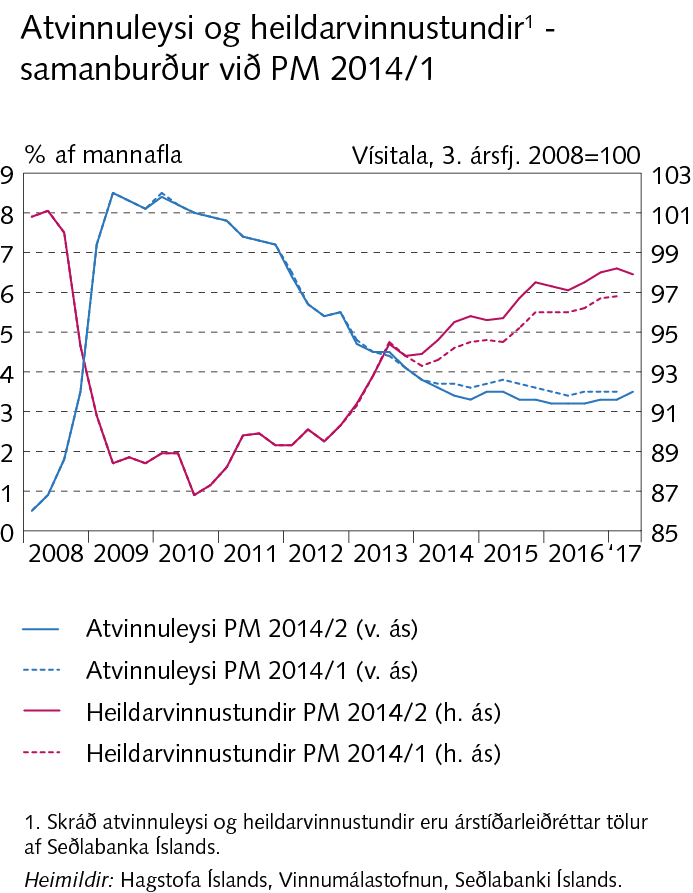 Atvinnuleysi og heildarvinnustundir¹ -
samanburður við PM 2014/1
% af mannafla Vísitala, 3. ársfj. 2008=100
9 103
8 101
7 99
6 97
5 95
4 93
3 91
2 89
1 87
0 85
2008 2009 2010 2011 2012 2013 2014 2015 2016 '17
Atvinnuleysi PM 2014/2 (v. ás)
Atvinnuleysi PM 2014/1 (v. ás)
Heildarvinnustundir PM 2014/2 (h. ás)
Heildarvinnustundir PM 2014/1 (h. ás)
1. Skráð atvinnuleysi og heildarvinnustundir eru árstíðarleiðréttar tölur
af Seðlabanka Íslands.
Heimildir: Hagstofa Íslands, Vinnumálastofnun, Seðlabanki Íslands.